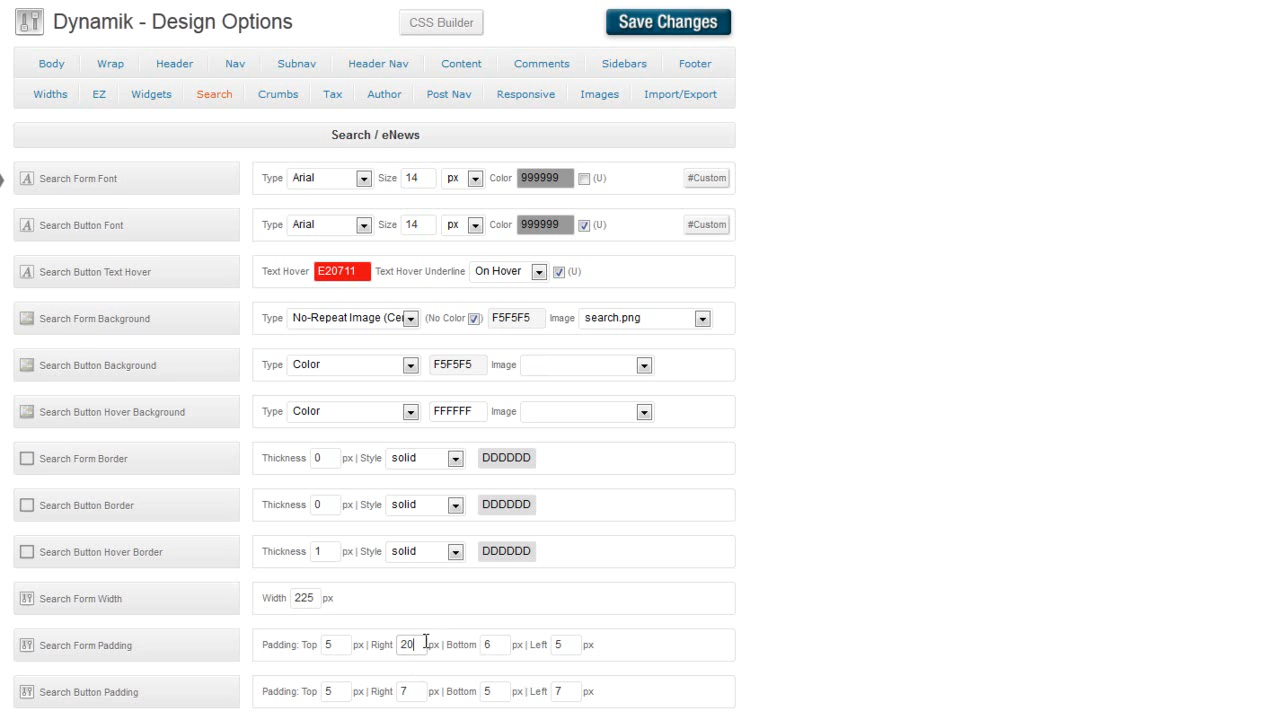 Dynamik - Design Options CSS Builder Save Changes
Body Wrap Header Nav Subnav Header Nav Content Comments Sidebars Footer
Widths EZ Widgets Search Crumbs Tax Author Post Nav Responsive Images Import/Export
Search / eNews
Search Form Font Type Arial Size 14 px Color 999999 (U) #Custom
Search Button Font Type Arial Size 14 px Color 999999 (U) #Custom
Search Button Text Hover Text Hover E20711 Text Hover Underline On Hover (U)
Search Form Background Type No-Repeat Image (Cer (No Color ) F5F5F5 Image search.png
Search Button Background Type Color F5F5F5 Image
Search Button Hover Background Type Color FFFFFF Image
Search Form Border Thickness 0 px | Style solid DDDDDD
Search Button Border Thickness 0 px | Style solid DDDDDD
Search Button Hover Border Thickness 1 px | Style solid DDDDDD
Search Form Width Width 225 px
Search Form Padding Padding: Top 5 px | Right 20 px | Bottom 6 px | Left 5 px
Search Button Padding Padding: Top 5 px | Right 7 px | Bottom 5 px | Left 7 px